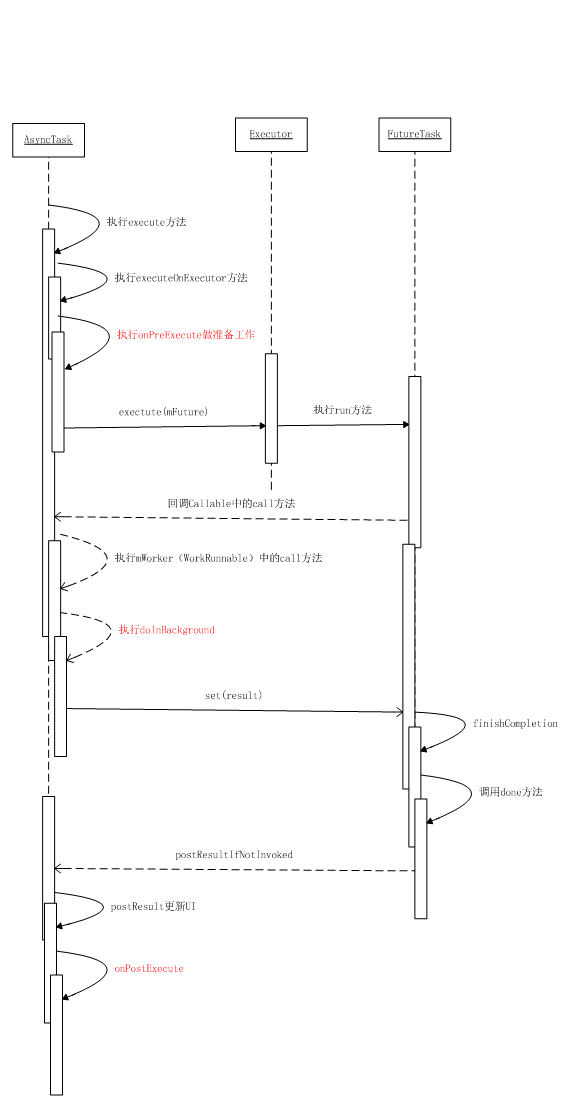 AsyncTask
Executor
FutureTask
执行execute方法
执行executeOnExecutor方法
执行onPreExecute做准备工作
exectute(mFuture)
执行run方法
回调Callable中的call方法
执行mWorker（WorkRunnable）中的call方法
执行doInBackground
set(result)
finishCompletion
调用done方法
postResultIfNotInvoked
postResult更新UI
onPostExecute